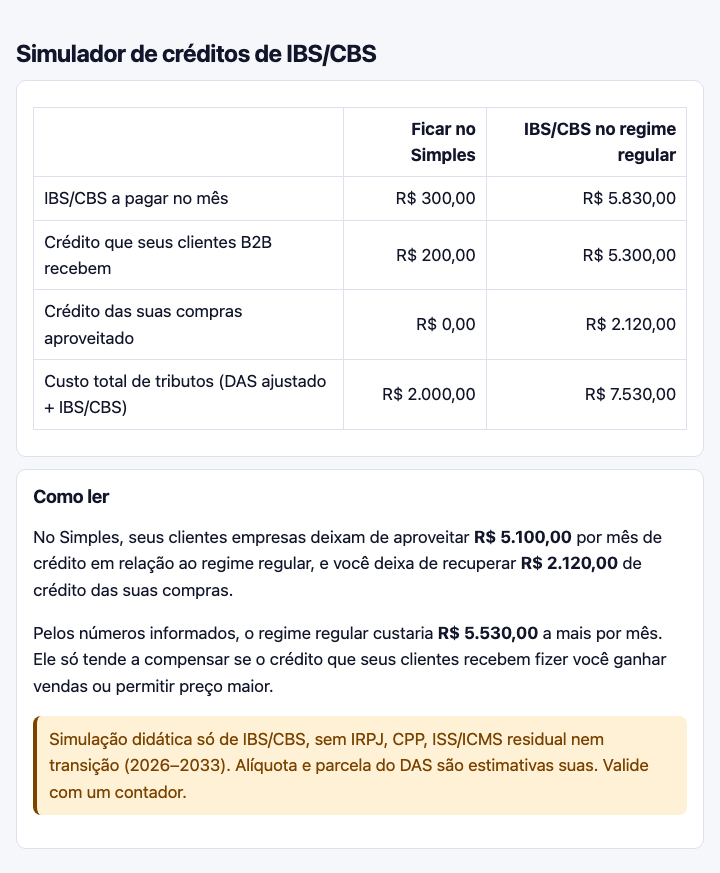 Simulador de créditos de IBS/CBS
Ficar no
Simples
IBS/CBS no regime
regular
IBS/CBS a pagar no mês
R$ 300,00
R$ 5.830,00
Crédito que seus clientes B2B
recebem
R$ 200,00
R$ 5.300,00
Crédito das suas compras
aproveitado
R$ 0,00
R$ 2.120,00
Custo total de tributos (DAS ajustado
+ IBS/CBS)
R$ 2.000,00
R$ 7.530,00
Como ler
No Simples, seus clientes empresas deixam de aproveitar R$ 5.100,00 por mês de
crédito em relação ao regime regular, e você deixa de recuperar R$ 2.120,00 de
crédito das suas compras.
Pelos números informados, o regime regular custaria R$ 5.530,00 a mais por mês.
Ele só tende a compensar se o crédito que seus clientes recebem fizer você ganhar
vendas ou permitir preço maior.
Simulação didática só de IBS/CBS, sem IRPJ, CPP, ISS/ICMS residual nem
transição (2026–2033). Alíquota e parcela do DAS são estimativas suas. Valide
com um contador.